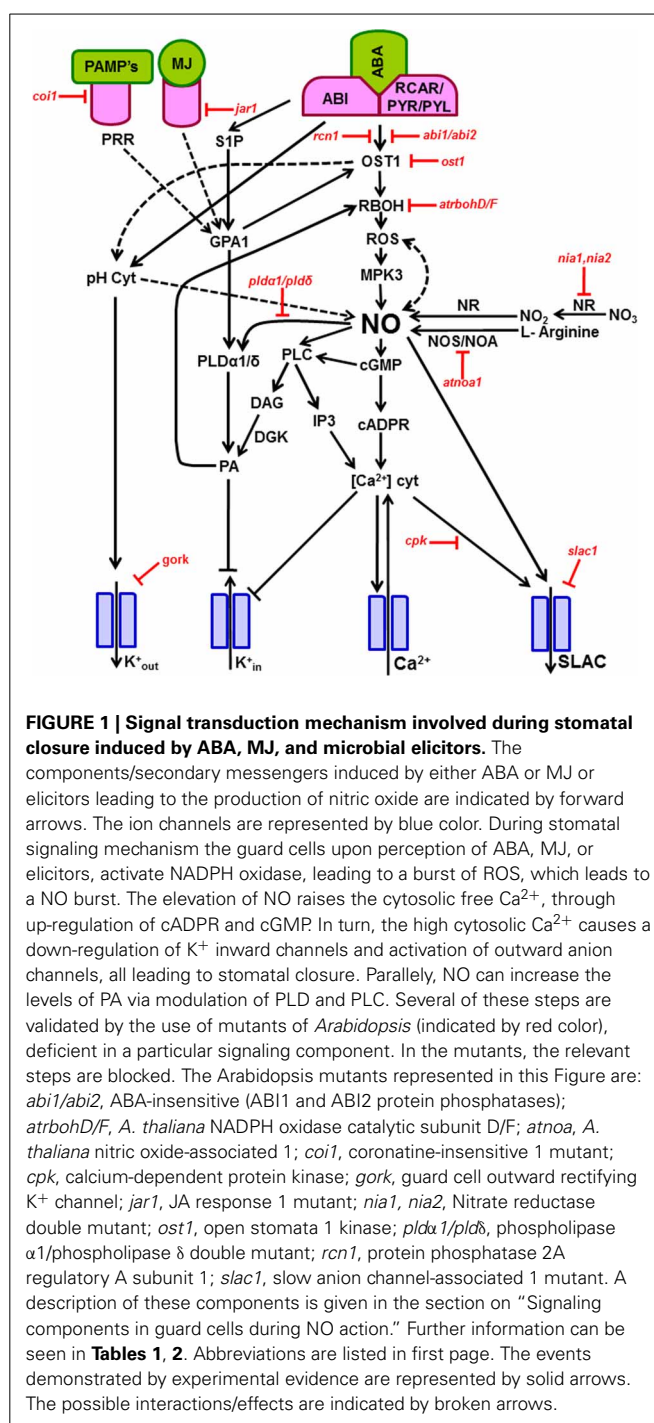 ABA
PAMP's
MJ
ABI
RCAR/
PYR/PYL
coi1
jar1
PRR
S1P
rcn1
abi1/abi2
OST1
ost1
RBOH
atrbohD/F
GPA1
ROS
MPK3
pH Cyt
pldα1/pldδ
nia1,nia2
NO
NR
NO2
NR
NO3
L- Arginine
NOS/NOA
PLDα1/δ
PLC
cGMP
atnoa1
DAG
IP3
cADPR
DGK
PA
[Ca2+] cyt
cpk
slac1
gork
K+out
K+in
Ca2+
SLAC
FIGURE 1 | Signal transduction mechanism involved during stomatal
closure induced by ABA, MJ, and microbial elicitors. The
components/secondary messengers induced by either ABA or MJ or
elicitors leading to the production of nitric oxide are indicated by forward
arrows. The ion channels are represented by blue color. During stomatal
signaling mechanism the guard cells upon perception of ABA, MJ, or
elicitors, activate NADPH oxidase, leading to a burst of ROS, which leads to
a NO burst. The elevation of NO raises the cytosolic free Ca2+, through
up-regulation of cADPR and cGMP. In turn, the high cytosolic Ca2+ causes a
down-regulation of K+ inward channels and activation of outward anion
channels, all leading to stomatal closure. Parallely, NO can increase the
levels of PA via modulation of PLD and PLC. Several of these steps are
validated by the use of mutants of Arabidopsis (indicated by red color),
deficient in a particular signaling component. In the mutants, the relevant
steps are blocked. The Arabidopsis mutants represented in this Figure are:
abi1/abi2, ABA-insensitive (ABI1 and ABI2 protein phosphatases);
atrbohD/F, A. thaliana NADPH oxidase catalytic subunit D/F; atnoa, A.
thaliana nitric oxide-associated 1; coi1, coronatine-insensitive 1 mutant;
cpk, calcium-dependent protein kinase; gork, guard cell outward rectifying
K+ channel; jar1, JA response 1 mutant; nia1, nia2, Nitrate reductase
double mutant; ost1, open stomata 1 kinase; pldα1/pldδ, phospholipase
α1/phospholipase δ double mutant; rcn1, protein phosphatase 2A
regulatory A subunit 1; slac1, slow anion channel-associated 1 mutant. A
description of these components is given in the section on "Signaling
components in guard cells during NO action." Further information can be
seen in Tables 1, 2. Abbreviations are listed in first page. The events
demonstrated by experimental evidence are represented by solid arrows.
The possible interactions/effects are indicated by broken arrows.